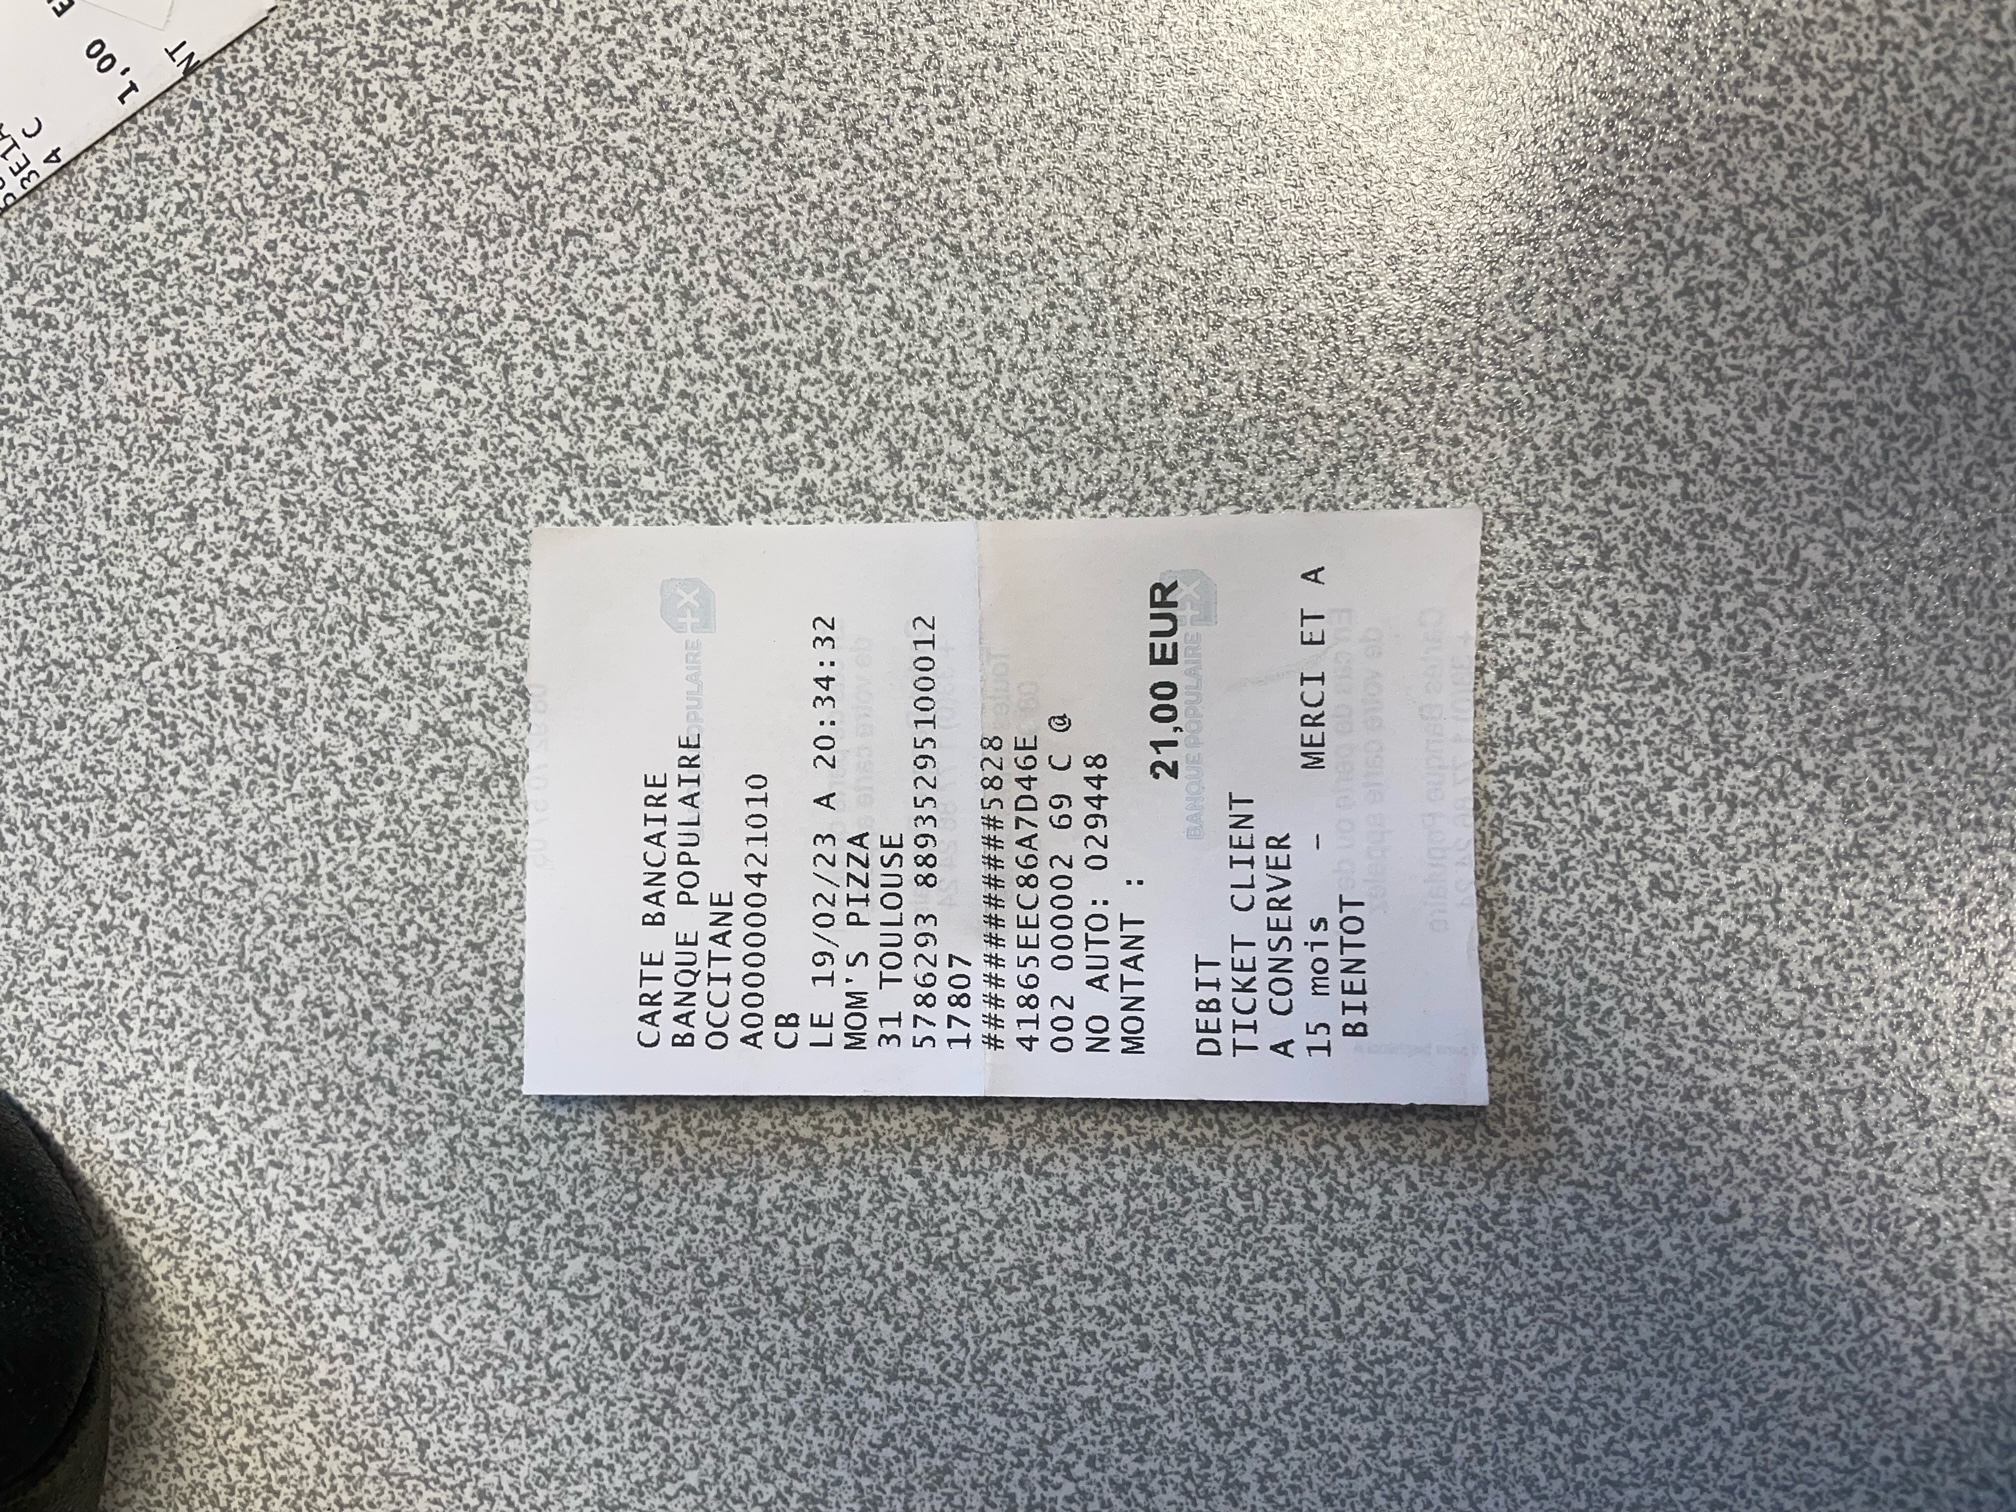 CARTE BANCAIRE
BANQUE POPULAIRE
OCCITANE
A0000000421010
CB
LE 19/02/23 A 20:34:32
MOM'S PIZZA
31 TOULOUSE
5786293 88935295100012
17807
############5828
41865EEC86A7D46E
002 000002 69 C @
NO AUTO: 029448
MONTANT :
21,00 EUR
BANQUE POPULAIRE
DEBIT
TICKET CLIENT
A CONSERVER
15 mois - MERCI ET A
BIENTOT
3E1A
4 C
1,00
NT